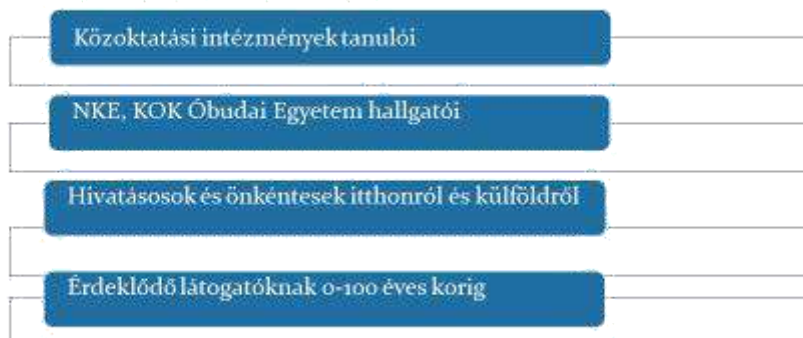 Közoktatási intézmények tanulói
NKE, KOK Óbudai Egyetem hallgatói
Hivatásosok és önkéntesek itthonról és külföldről
Érdeklődő látogatóknak 0-100 éves korig